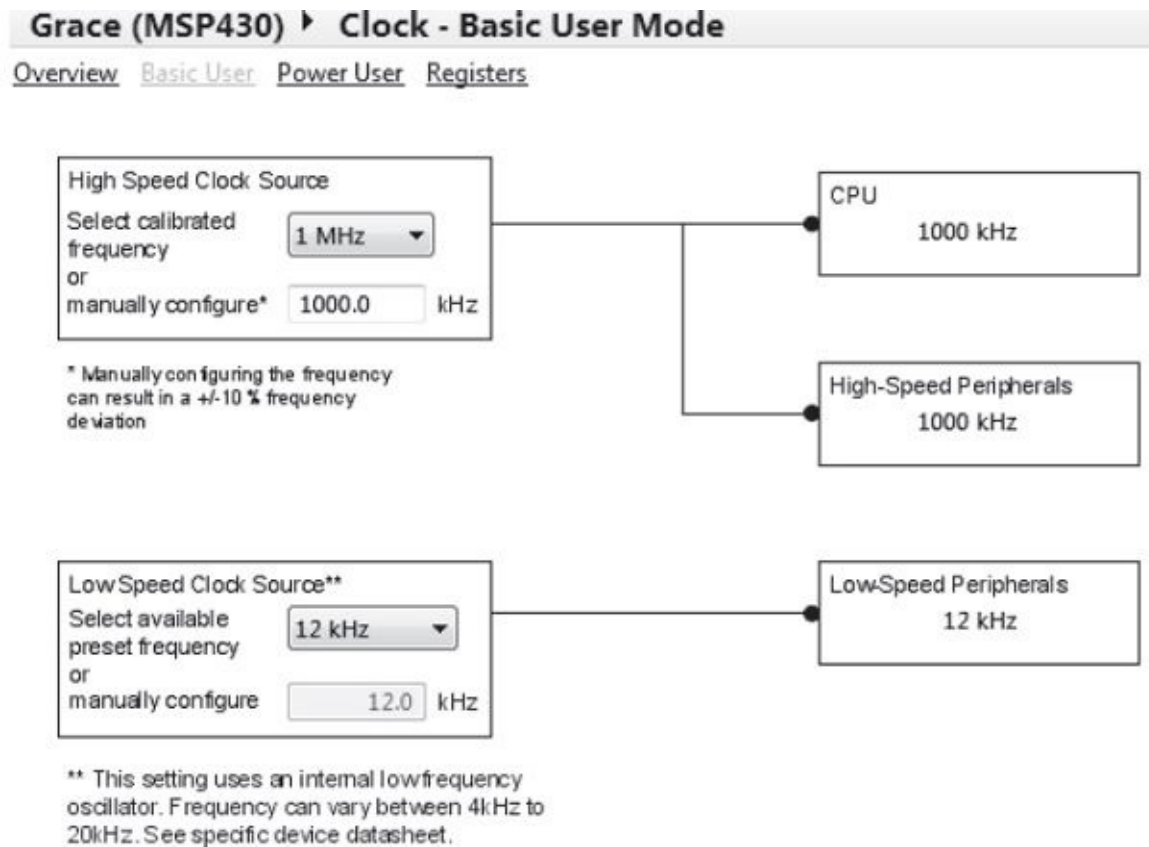 Grace (MSP430) ▸ Clock - Basic User Mode
Overview Basic User Power User Registers
High Speed Clock Source
Select calibrated
frequency
1 MHz
or
manually configure* 1000.0 kHz
* Manually configuring the frequency
can result in a +/-10 % frequency
deviation
CPU
1000 kHz
High-Speed Peripherals
1000 kHz
Low Speed Clock Source**
Select available
preset frequency
12 kHz
or
manually configure 12.0 kHz
** This setting uses an internal low frequency
oscillator. Frequency can vary between 4kHz to
20kHz. See specific device datasheet.
Low-Speed Peripherals
12 kHz